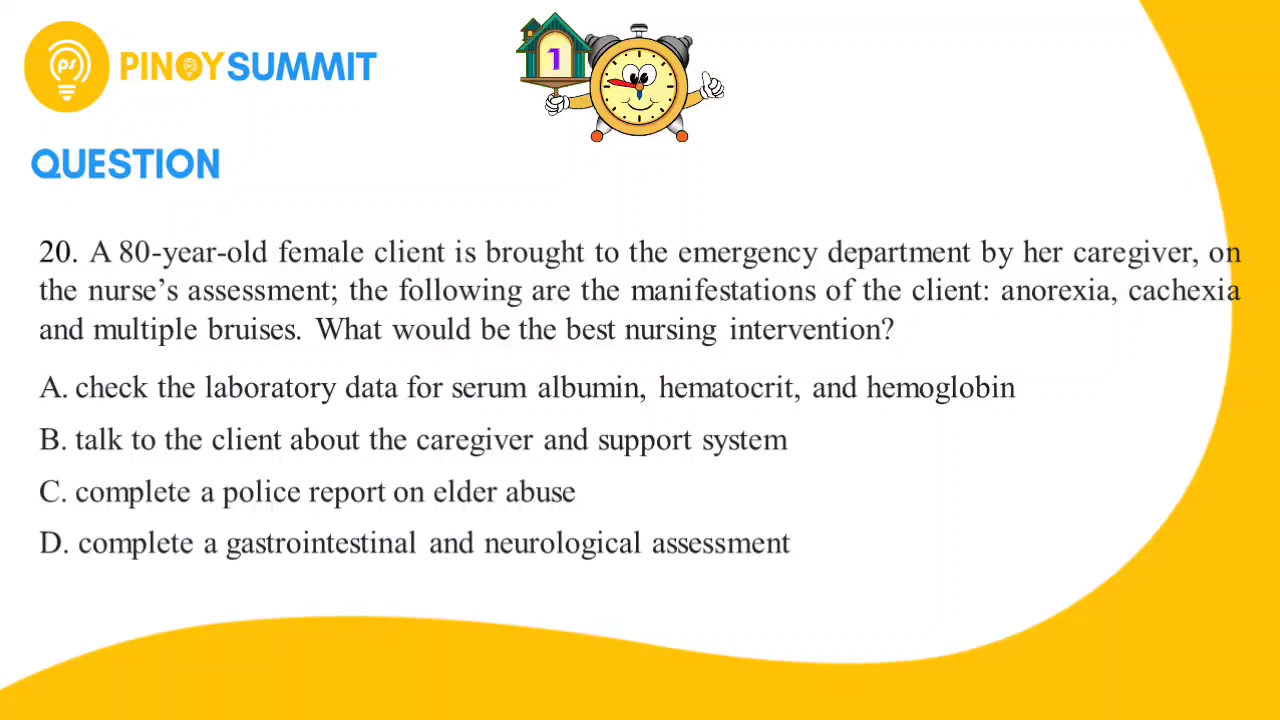 PINOYSUMMIT
1
QUESTION
20. A 80-year-old female client is brought to the emergency department by her caregiver, on
the nurse’s assessment; the following are the manifestations of the client: anorexia, cachexia
and multiple bruises. What would be the best nursing intervention?
A. check the laboratory data for serum albumin, hematocrit, and hemoglobin
B. talk to the client about the caregiver and support system
C. complete a police report on elder abuse
D. complete a gastrointestinal and neurological assessment